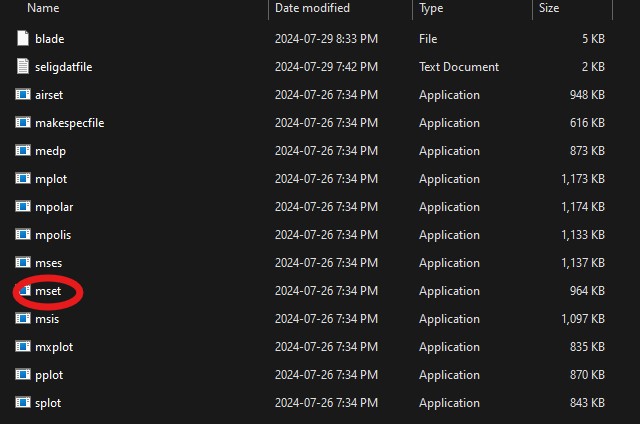 Name Date modified Type Size
blade 2024-07-29 8:33 PM File 5 KB
seligdatfile 2024-07-29 7:42 PM Text Document 2 KB
airset 2024-07-26 7:34 PM Application 948 KB
makespecfile 2024-07-26 7:34 PM Application 616 KB
medp 2024-07-26 7:34 PM Application 873 KB
mplot 2024-07-26 7:34 PM Application 1,173 KB
mpolar 2024-07-26 7:34 PM Application 1,174 KB
mpolis 2024-07-26 7:34 PM Application 1,133 KB
mses 2024-07-26 7:34 PM Application 1,137 KB
mset 2024-07-26 7:34 PM Application 964 KB
msis 2024-07-26 7:34 PM Application 1,097 KB
mxplot 2024-07-26 7:34 PM Application 835 KB
pplot 2024-07-26 7:34 PM Application 870 KB
splot 2024-07-26 7:34 PM Application 843 KB